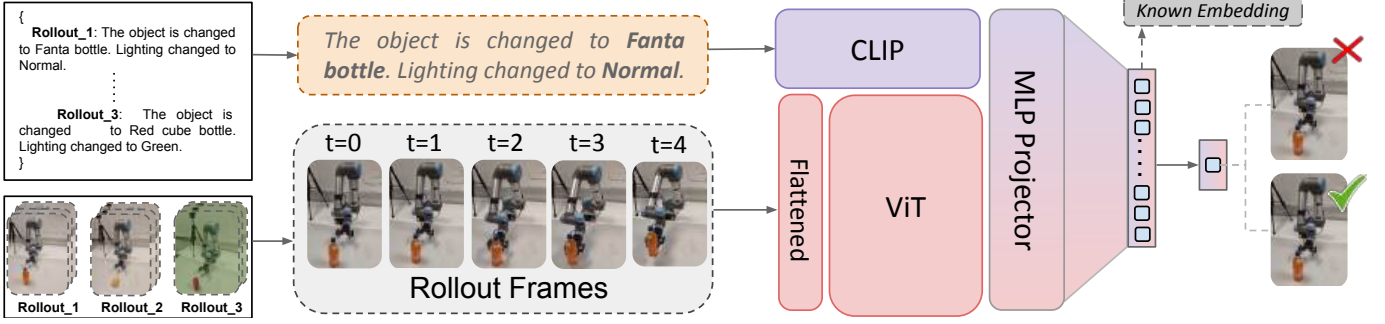 {
Rollout_1: The object is changed
to Fanta bottle. Lighting changed to
Normal.
Rollout_3: The object is
changed to Red cube bottle.
Lighting changed to Green.
}
Rollout_1 Rollout_2 Rollout_3
The object is changed to Fanta
bottle. Lighting changed to Normal.
t=0 t=1 t=2 t=3 t=4
Rollout Frames
CLIP
Flattened
ViT
MLP Projector
Known Embedding